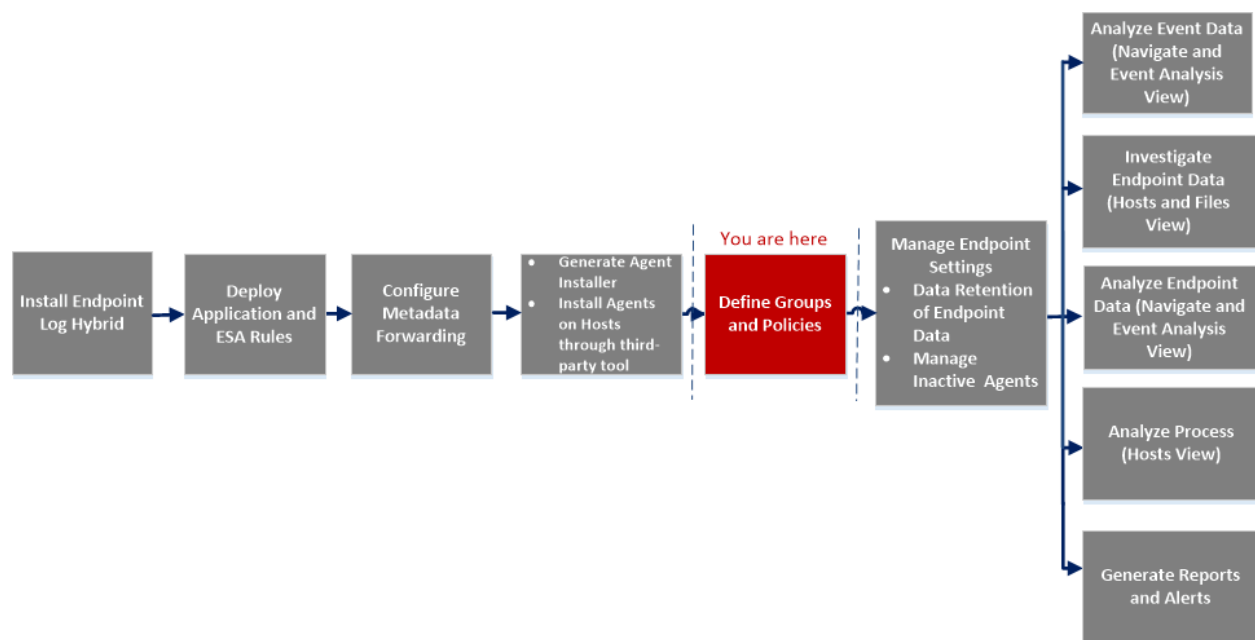 Install Endpoint
Log Hybrid
Deploy
Application and
ESA Rules
Configure
Metadata
Forwarding
• Generate Agent
Installer
• Install Agents
on Hosts
through third-
party tool
You are here
Define Groups
and Policies
Manage Endpoint
Settings
• Data Retention
of Endpoint
Data
• Manage
Inactive Agents
Analyze Event Data
(Navigate and
Event Analysis
View)
Investigate
Endpoint Data
(Hosts and Files
View)
Analyze Endpoint
Data (Navigate and
Event Analysis
View)
Analyze Process
(Hosts View)
Generate Reports
and Alerts